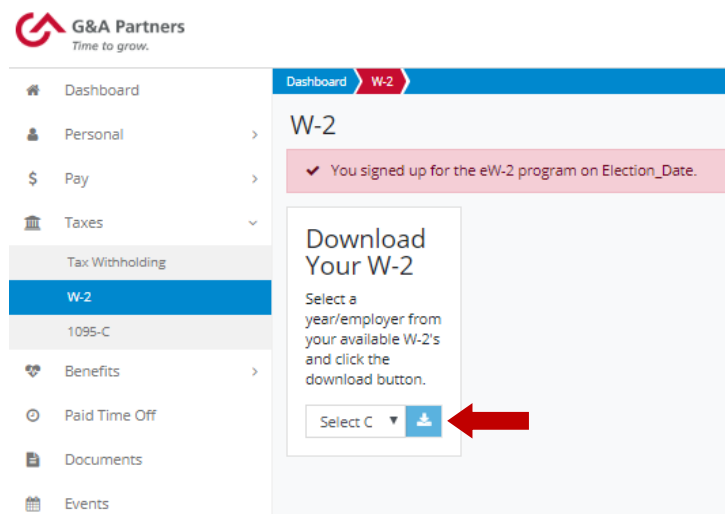 G&A Partners
Time to grow.
Dashboard
Personal
Pay
Taxes
Tax Withholding
W-2
1095-C
Benefits
Paid Time Off
Documents
Events
Dashboard
W-2
W-2
You signed up for the eW-2 program on Election_Date.
Download
Your W-2
Select a
year/employer from
your available W-2's
and click the
download button.
Select C